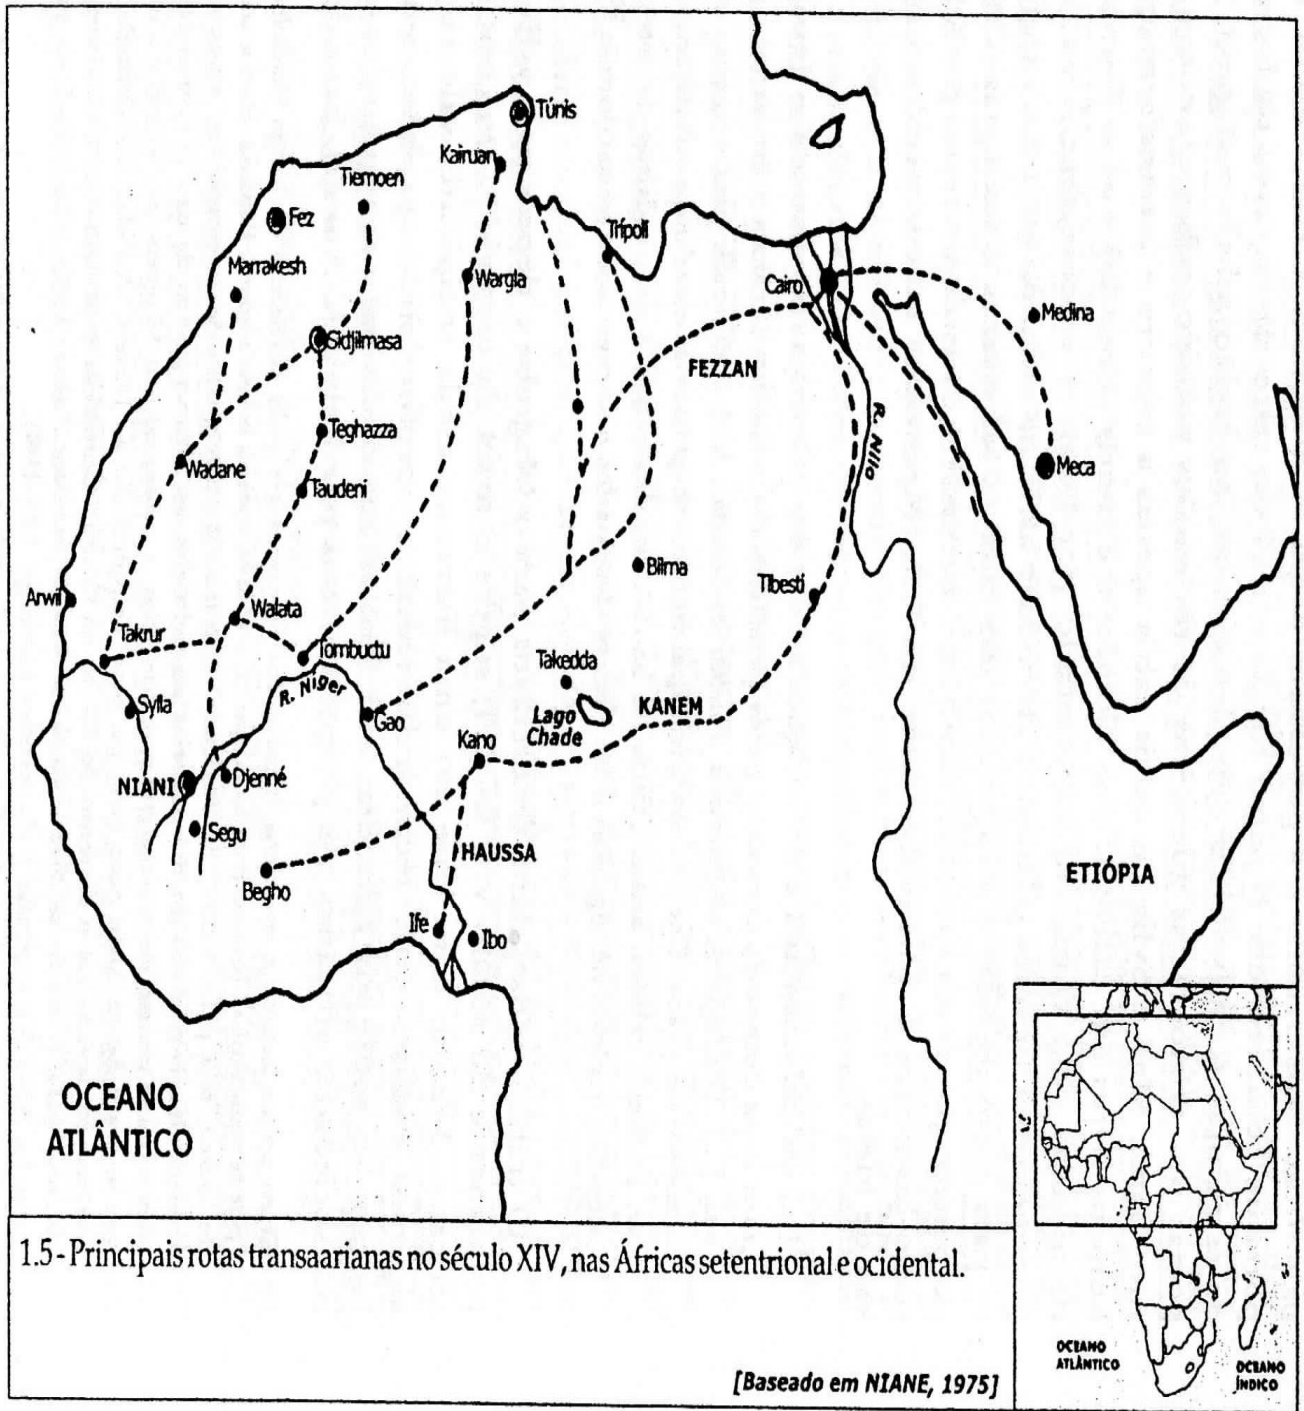 Túnis
Kairuan
Tiemoen
Fez
Trípoli
Marrakesh
Wargla
Cairo
Medina
Sidjilmasa
FEZZAN
R. Nilo
Teghazza
Wadane
Meca
Taudeni
Bilma
Tibesti
Arwil
Walata
Takrur
Tombuctu
Takedda
R. Niger
Sylla
Gao
Lago
Chade
KANEM
Kano
NIANI
Djenné
Segu
HAUSSA
Begho
ETIÓPIA
Ife
Ibo
OCEANO
ATLÂNTICO
1.5 - Principais rotas transaarianas no século XIV, nas Áfricas setentrional e ocidental.
[Baseado em NIANE, 1975]
OCEANO
ATLÂNTICO
OCEANO
ÍNDICO